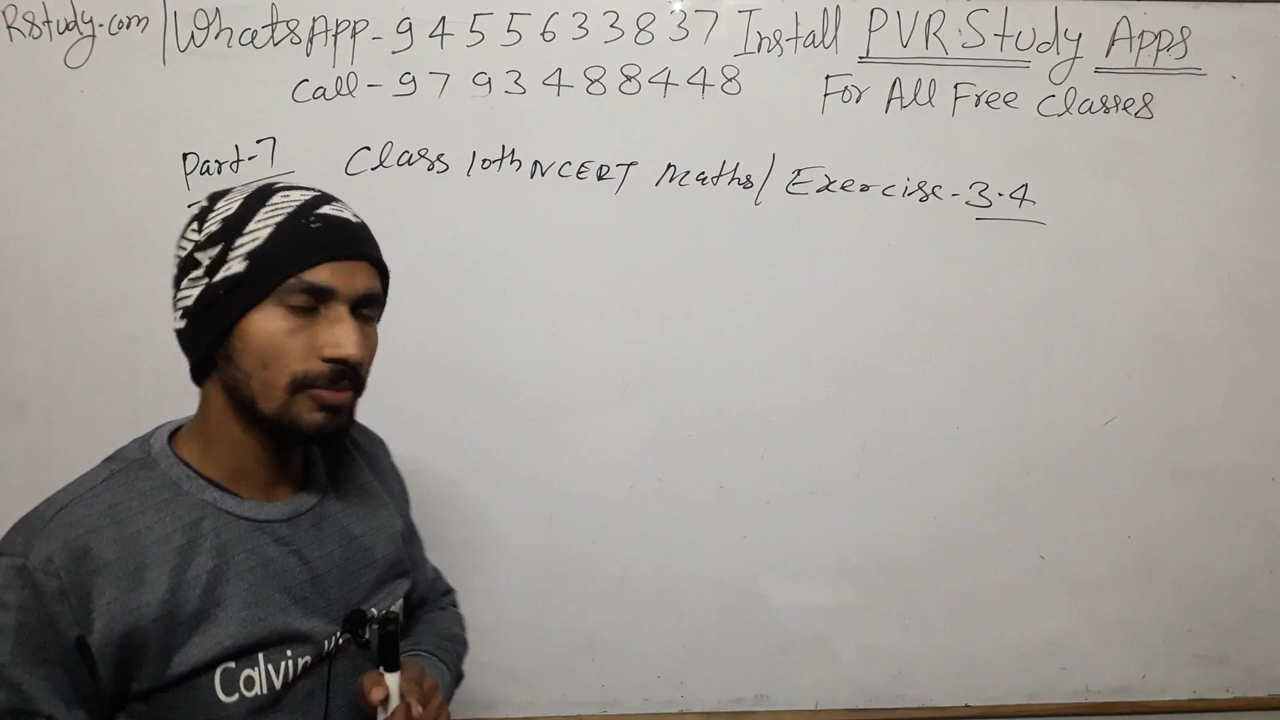 Rstudy.com | WhatsApp-9455633837 Install PVR Study Apps
Call-9793488448 For All Free Classes
Part-7 Class 10th NCERT Maths/ Exercise-3.4
Calvin